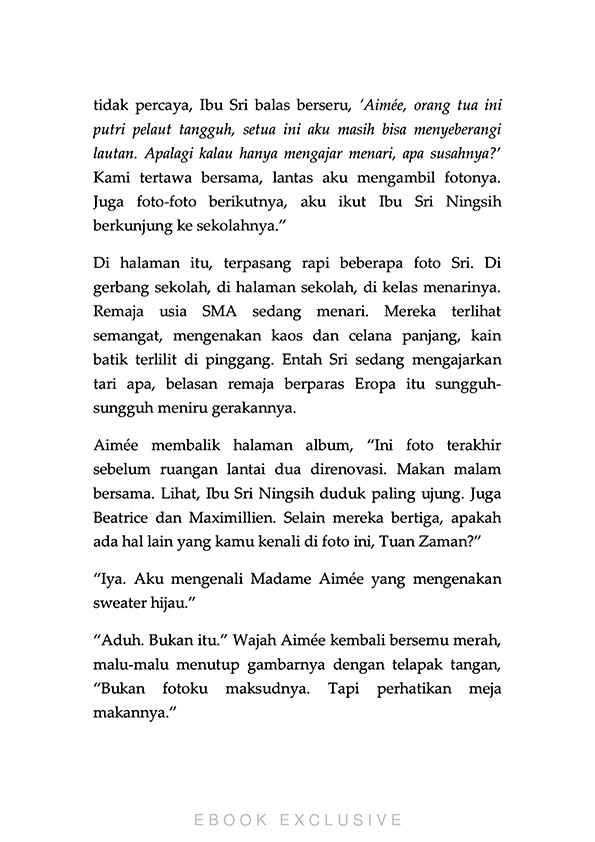 tidak percaya, Ibu Sri balas berseru, ‘Aimée, orang tua ini
putri pelaut tangguh, setua ini aku masih bisa menyeberangi
lautan. Apalagi kalau hanya mengajar menari, apa susahnya?’
Kami tertawa bersama, lantas aku mengambil fotonya.
Juga foto-foto berikutnya, aku ikut Ibu Sri Ningsih
berkunjung ke sekolahnya.”
Di halaman itu, terpasang rapi beberapa foto Sri. Di
gerbang sekolah, di halaman sekolah, di kelas menarinya.
Remaja usia SMA sedang menari. Mereka terlihat
semangat, mengenakan kaos dan celana panjang, kain
batik terlilit di pinggang. Entah Sri sedang mengajarkan
tari apa, belasan remaja berparas Eropa itu sungguh-
sungguh meniru gerakannya.
Aimée membalik halaman album, “Ini foto terakhir
sebelum ruangan lantai dua direnovasi. Makan malam
bersama. Lihat, Ibu Sri Ningsih duduk paling ujung. Juga
Beatrice dan Maximillien. Selain mereka bertiga, apakah
ada hal lain yang kamu kenali di foto ini, Tuan Zaman?”
“Iya. Aku mengenali Madame Aimée yang mengenakan
sweater hijau.”
“Aduh. Bukan itu.” Wajah Aimée kembali bersemu merah,
malu-malu menutup gambarnya dengan telapak tangan,
“Bukan fotoku maksudnya. Tapi perhatikan meja
makannya.”
EBOOK EXCLUSIVE